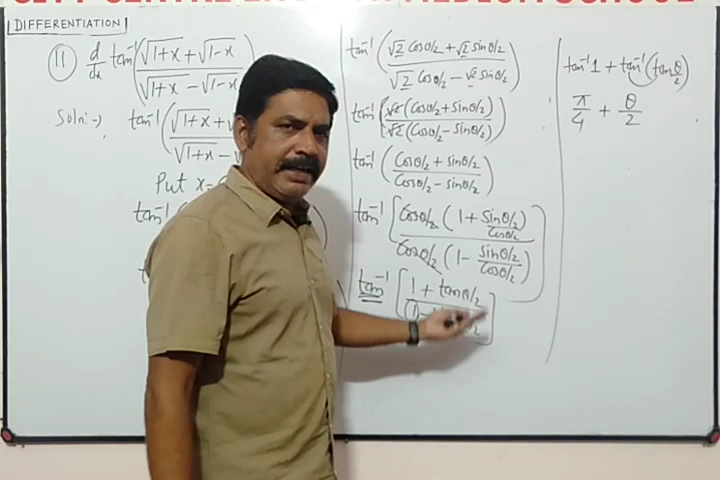 DIFFERENTIATION
11) d/dx tan⁻¹(√1+x + √1-x / √1+x - √1-x)
Soln:→ tan⁻¹(√1+x + √
√1+x - √
Put x=
tan⁻¹(
tan⁻¹(√2 Cosθ/2 + √2 Sinθ/2 / √2 Cosθ/2 - √2 Sinθ/2)
tan⁻¹(√2 (Cosθ/2 + Sinθ/2) / √2 (Cosθ/2 - Sinθ/2))
tan⁻¹(Cosθ/2 + Sinθ/2 / Cosθ/2 - Sinθ/2)
tan⁻¹[Cosθ/2 (1 + Sinθ/2 / Cosθ/2) / Cosθ/2 (1 - Sinθ/2 / Cosθ/2)]
tan⁻¹[1 + tanθ/2 / 1 -
tan⁻¹1 + tan⁻¹(tan θ/2)
π/4 + θ/2